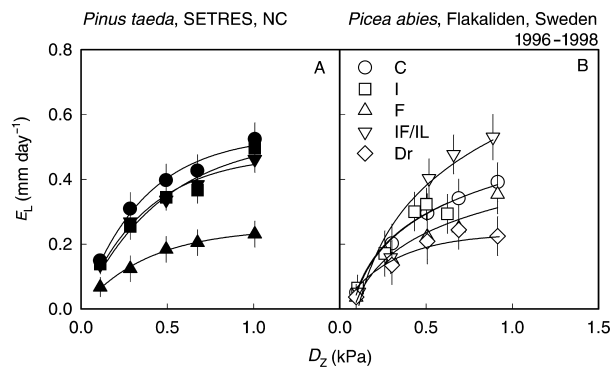 Pinus taeda, SETRES, NC
Picea abies, Flakaliden, Sweden
1996–1998
0.8
0.6
0.4
0.2
0.0
E_L (mm day⁻¹)
A
B
C
I
F
IF/IL
Dr
0.0 0.5 1.0 0.0 0.5 1.0 1.5
D_Z (kPa)